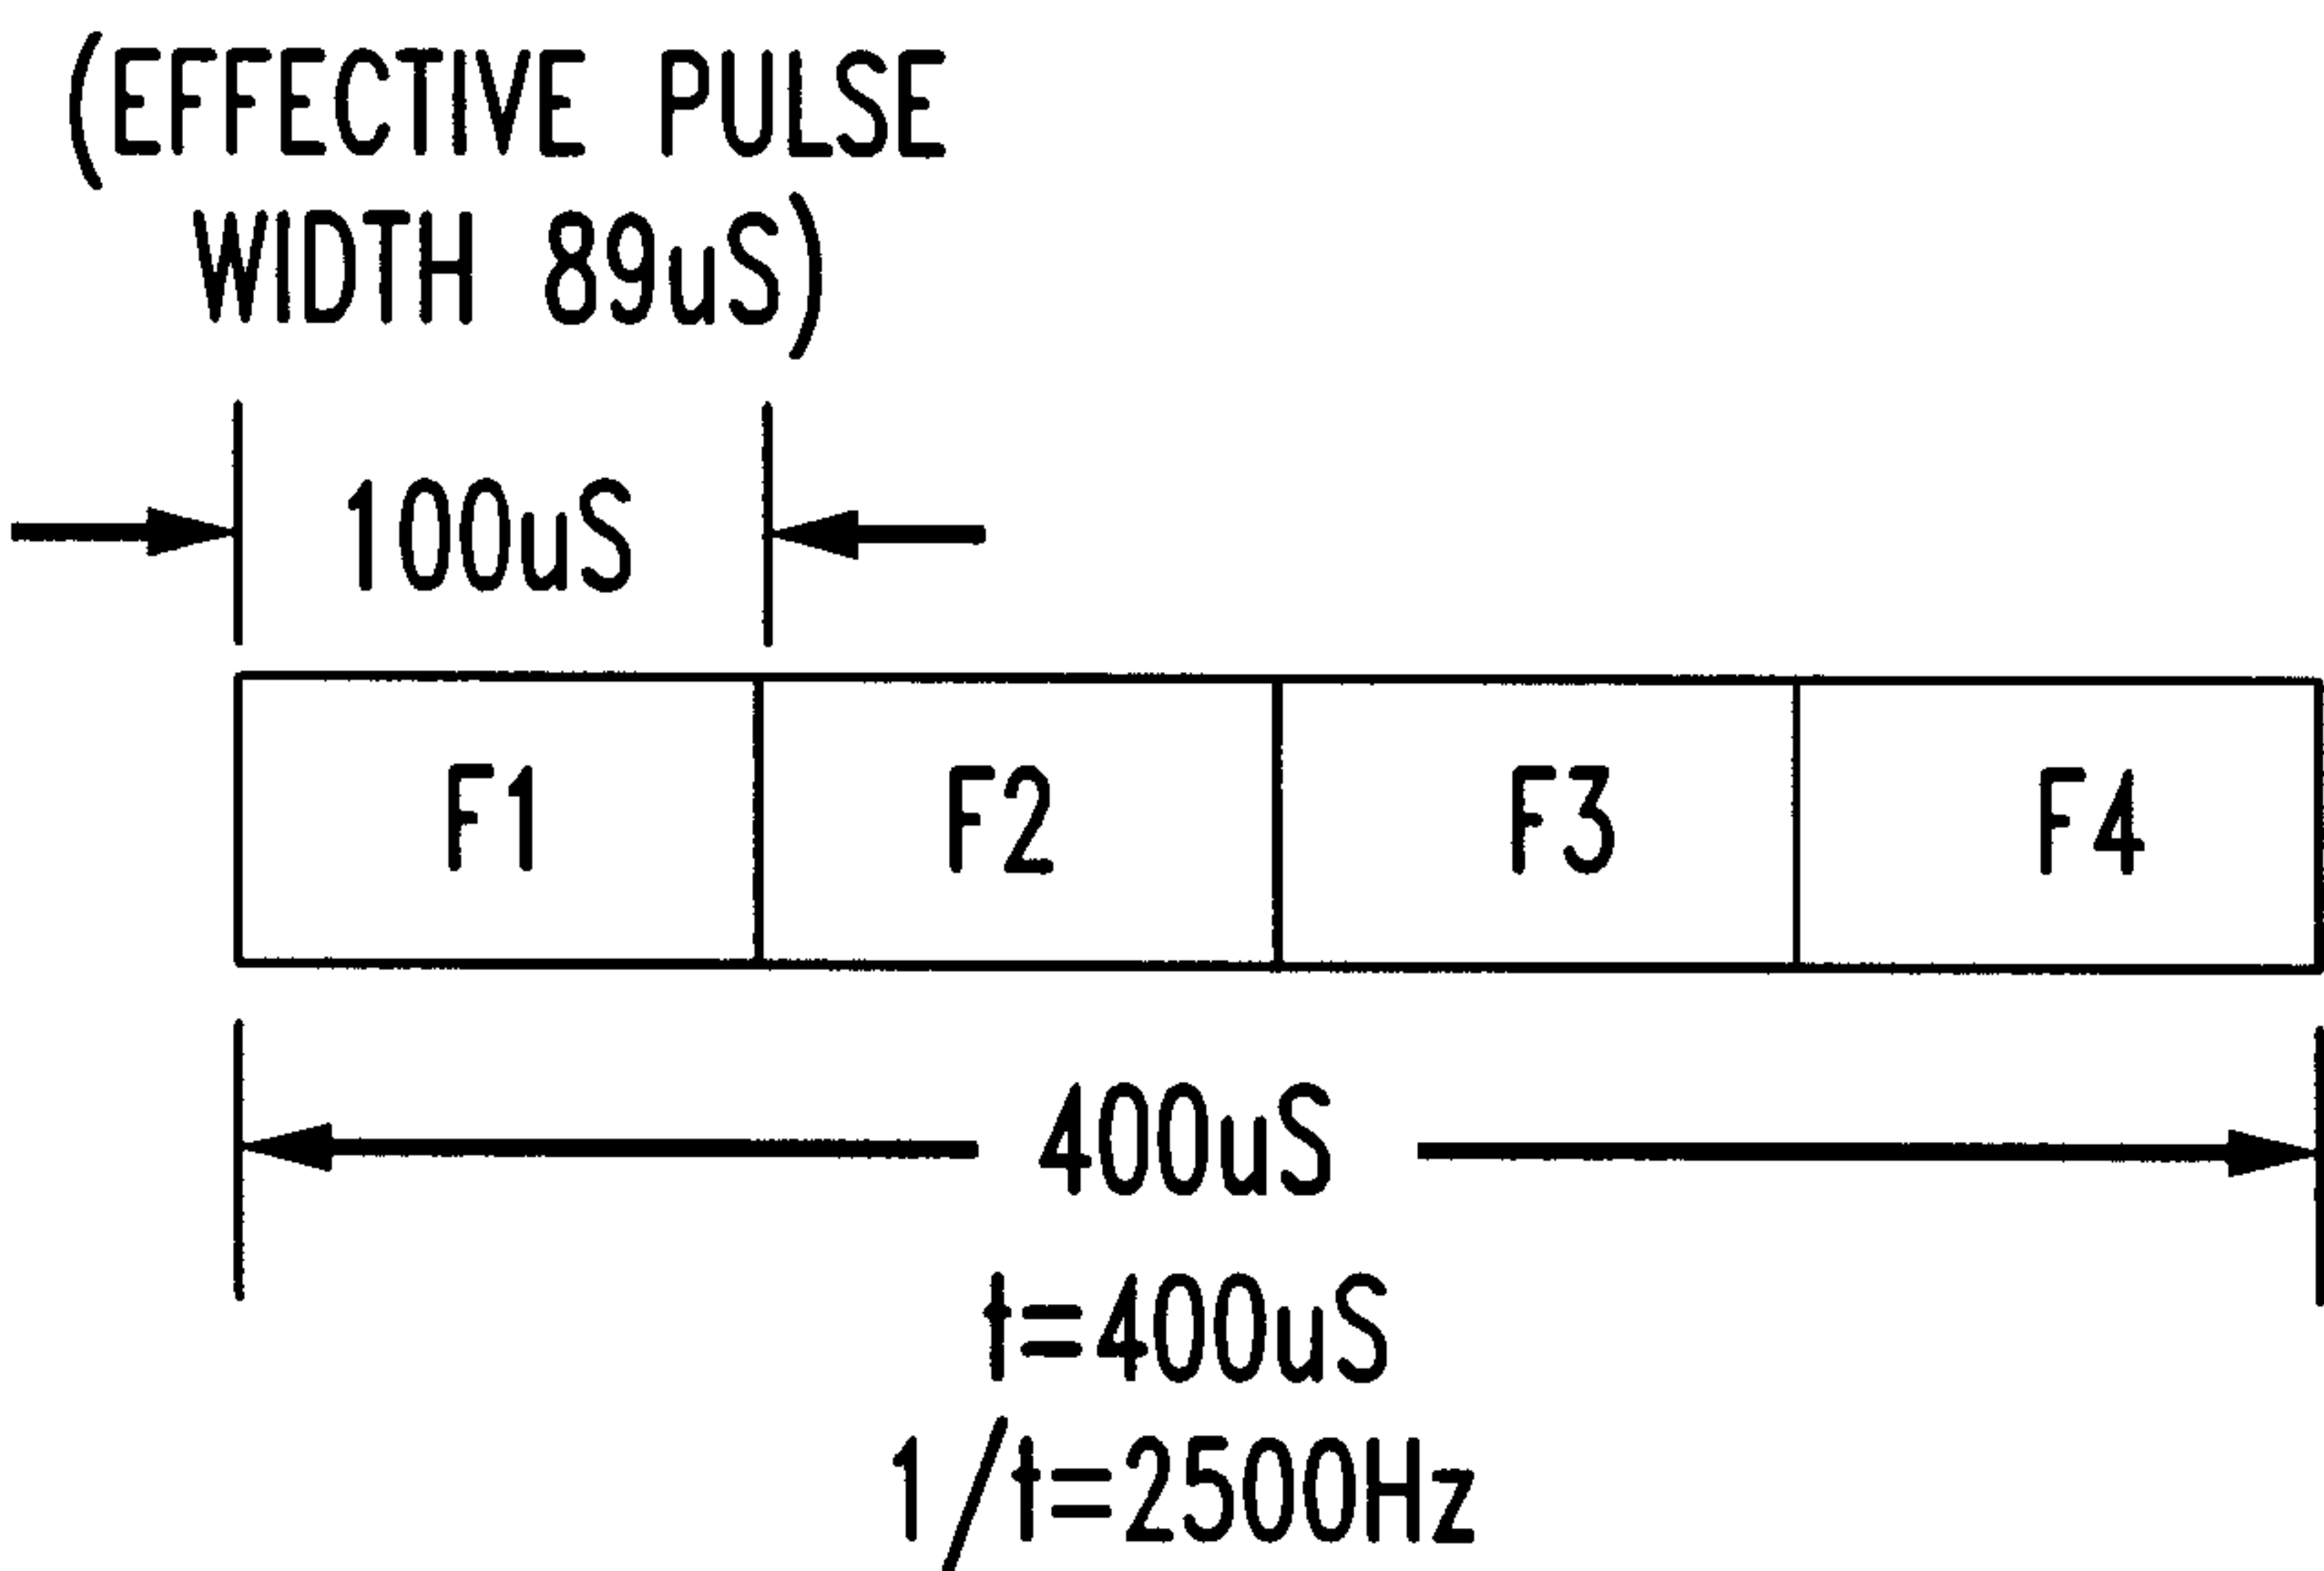 (EFFECTIVE PULSE
WIDTH 89uS)
100uS
F1 F2 F3 F4
400uS
t=400uS
1/t=2500Hz